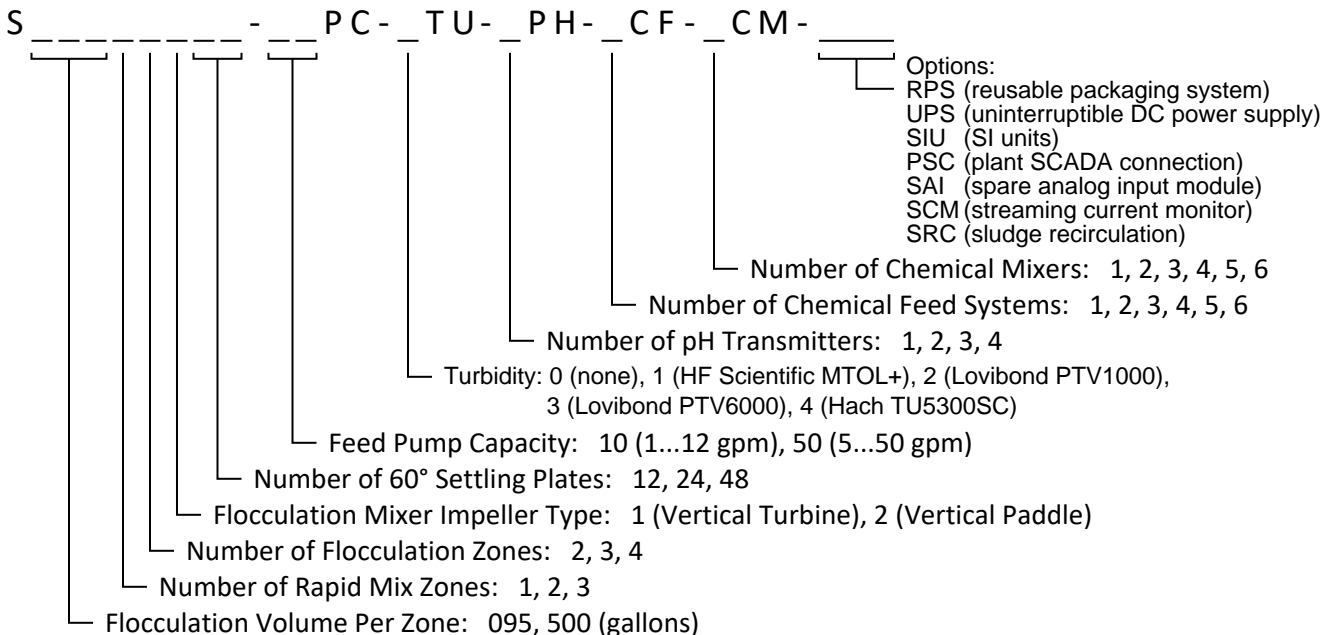 S _ _ _ _ _ _ _ _ - _ _ PC- _ TU- _ PH- _ CF- _ CM- ____
Options:
RPS (reusable packaging system)
UPS (uninterruptible DC power supply)
SIU (SI units)
PSC (plant SCADA connection)
SAI (spare analog input module)
SCM (streaming current monitor)
SRC (sludge recirculation)
Number of Chemical Mixers: 1, 2, 3, 4, 5, 6
Number of Chemical Feed Systems: 1, 2, 3, 4, 5, 6
Number of pH Transmitters: 1, 2, 3, 4
Turbidity: 0 (none), 1 (HF Scientific MTOL+), 2 (Lovibond PTV1000),
3 (Lovibond PTV6000), 4 (Hach TU5300SC)
Feed Pump Capacity: 10 (1...12 gpm), 50 (5...50 gpm)
Number of 60° Settling Plates: 12, 24, 48
Flocculation Mixer Impeller Type: 1 (Vertical Turbine), 2 (Vertical Paddle)
Number of Flocculation Zones: 2, 3, 4
Number of Rapid Mix Zones: 1, 2, 3
Flocculation Volume Per Zone: 095, 500 (gallons)